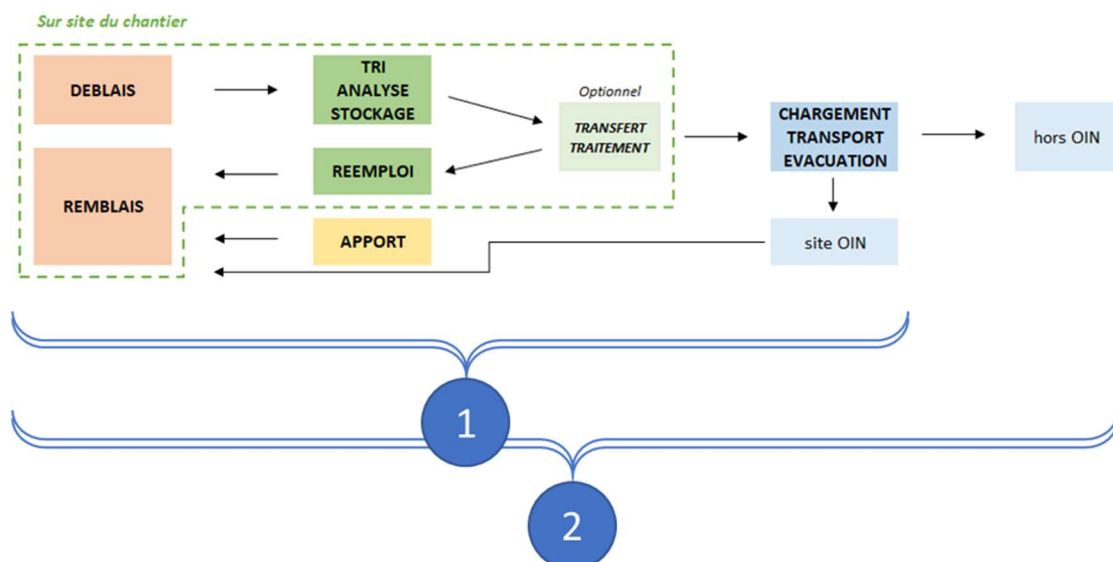 Sur site du chantier
DEBLAIS
TRI
ANALYSE
STOCKAGE
Optionnel
TRANSFERT
TRAITEMENT
CHARGEMENT
TRANSPORT
EVACUATION
hors OIN
REMBLAIS
REEMPLOI
APPORT
site OIN
1
2